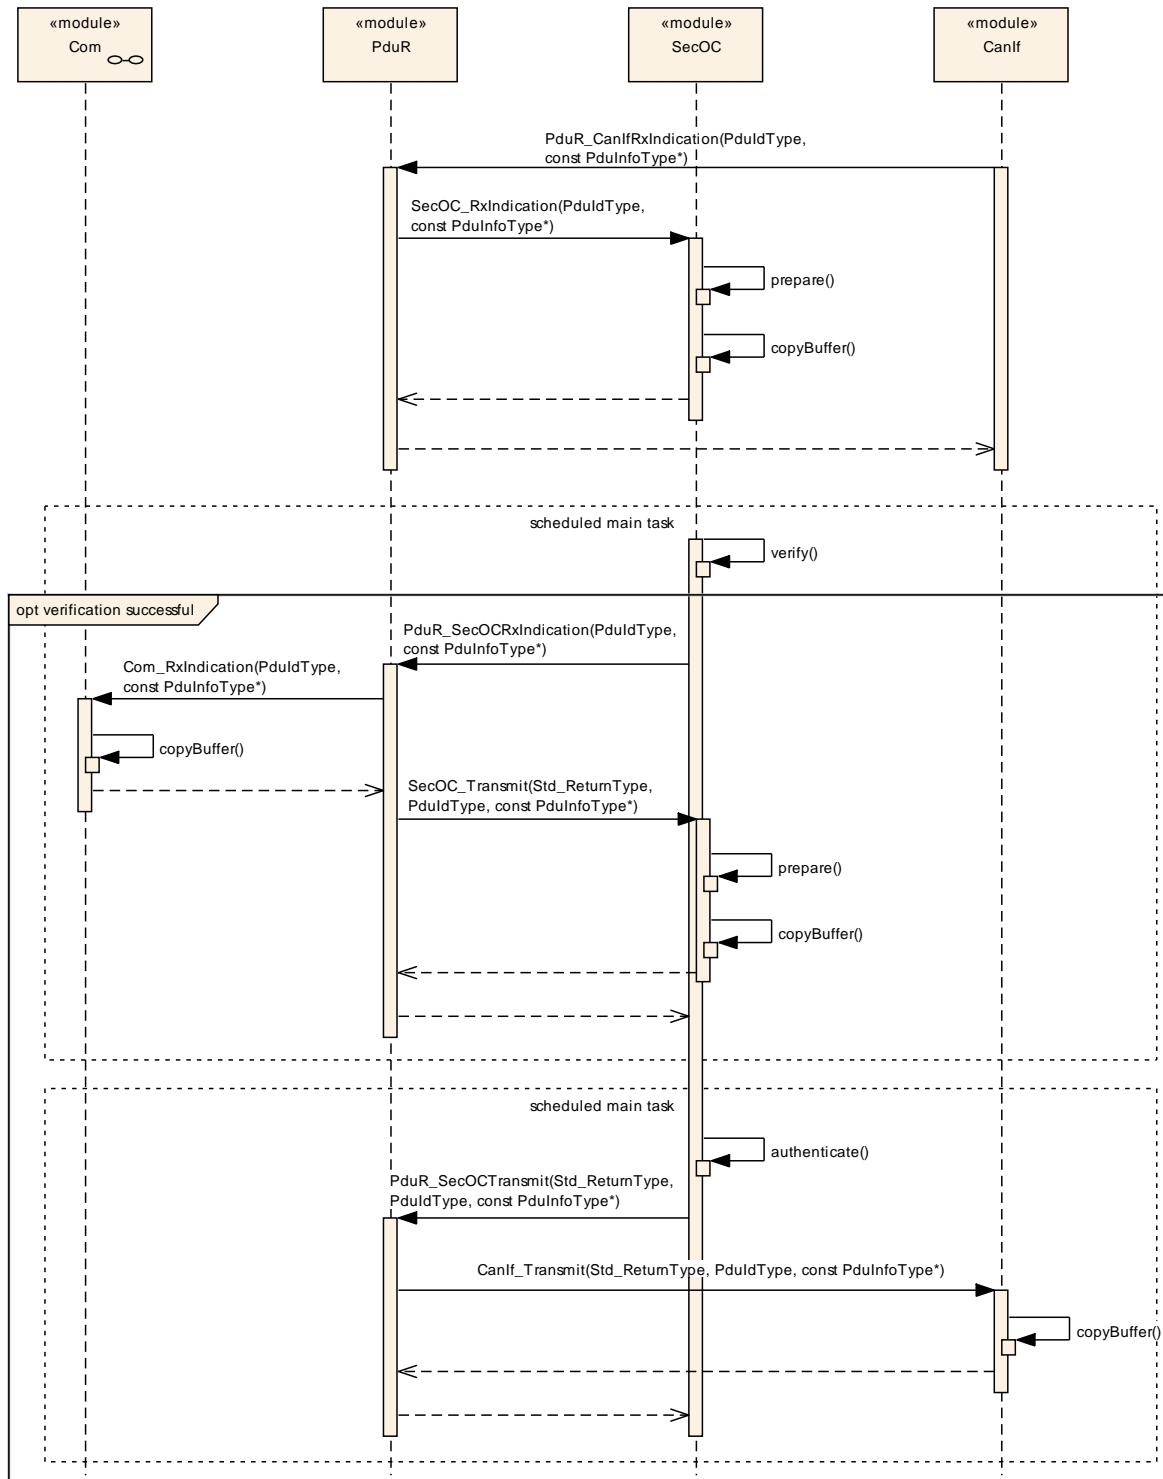 «module»
Com
«module»
PduR
«module»
SecOC
«module»
CanIf
PduR_CanIfRxIndication(PduIdType,
const PduInfoType*)
SecOC_RxIndication(PduIdType,
const PduInfoType*)
prepare()
copyBuffer()
scheduled main task
verify()
opt verification successful
PduR_SecOCRxIndication(PduIdType,
const PduInfoType*)
Com_RxIndication(PduIdType,
const PduInfoType*)
copyBuffer()
SecOC_Transmit(Std_ReturnType,
PduIdType, const PduInfoType*)
prepare()
copyBuffer()
scheduled main task
authenticate()
PduR_SecOCTransmit(Std_ReturnType,
PduIdType, const PduInfoType*)
CanIf_Transmit(Std_ReturnType, PduIdType, const PduInfoType*)
copyBuffer()